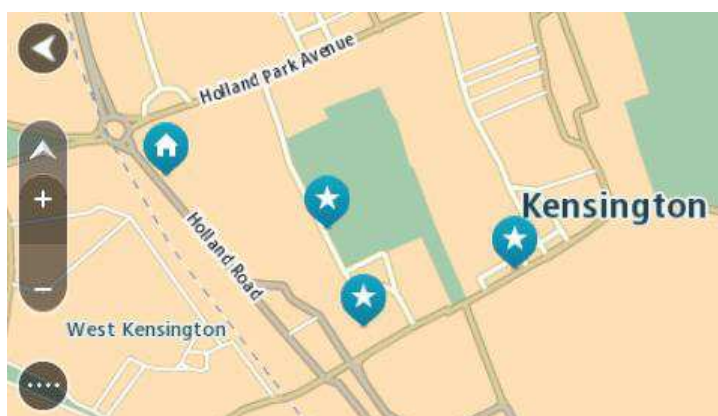 Holland Park Avenue
Kensington
Holland Road
West Kensington